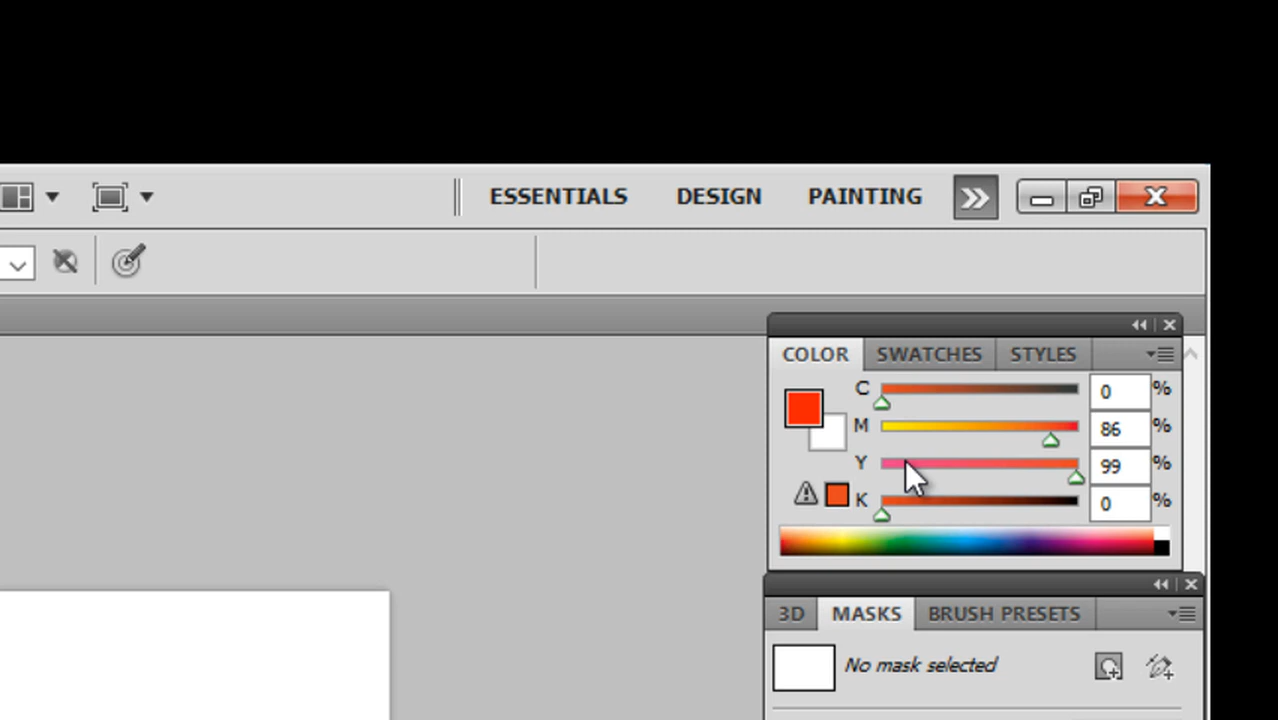 ESSENTIALS DESIGN PAINTING
COLOR SWATCHES STYLES
C 0 %
M 86 %
Y 99 %
K 0 %
3D MASKS BRUSH PRESETS
No mask selected